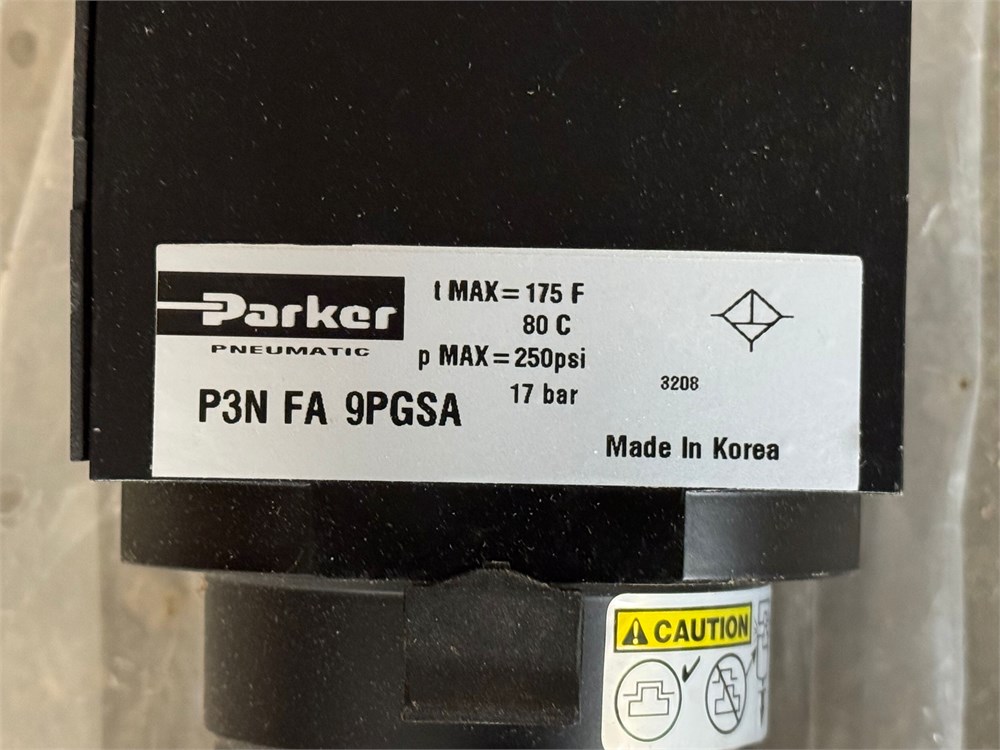 Parker
PNEUMATIC
t MAX = 175 F
80 C
p MAX = 250psi
17 bar
P3N FA 9PGSA
3208
Made In Korea
CAUTION